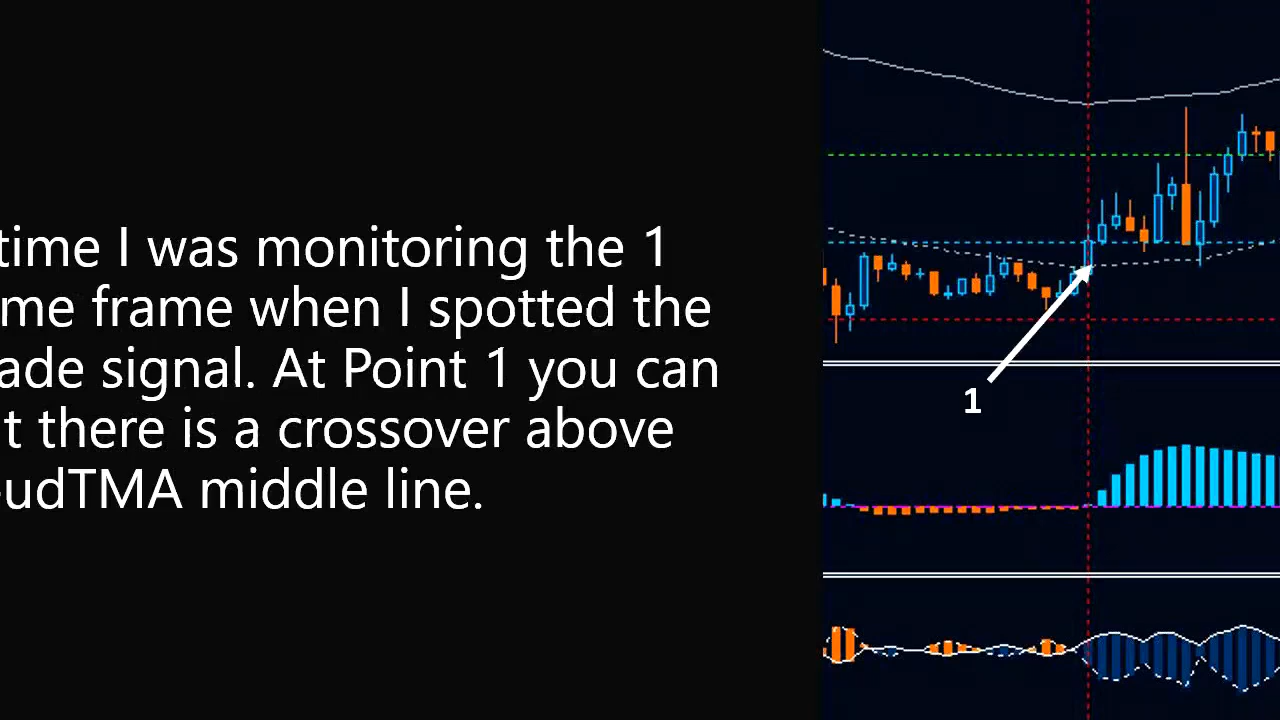 time I was monitoring the 1
me frame when I spotted the
ade signal. At Point 1 you can
t there is a crossover above
udTMA middle line.
1